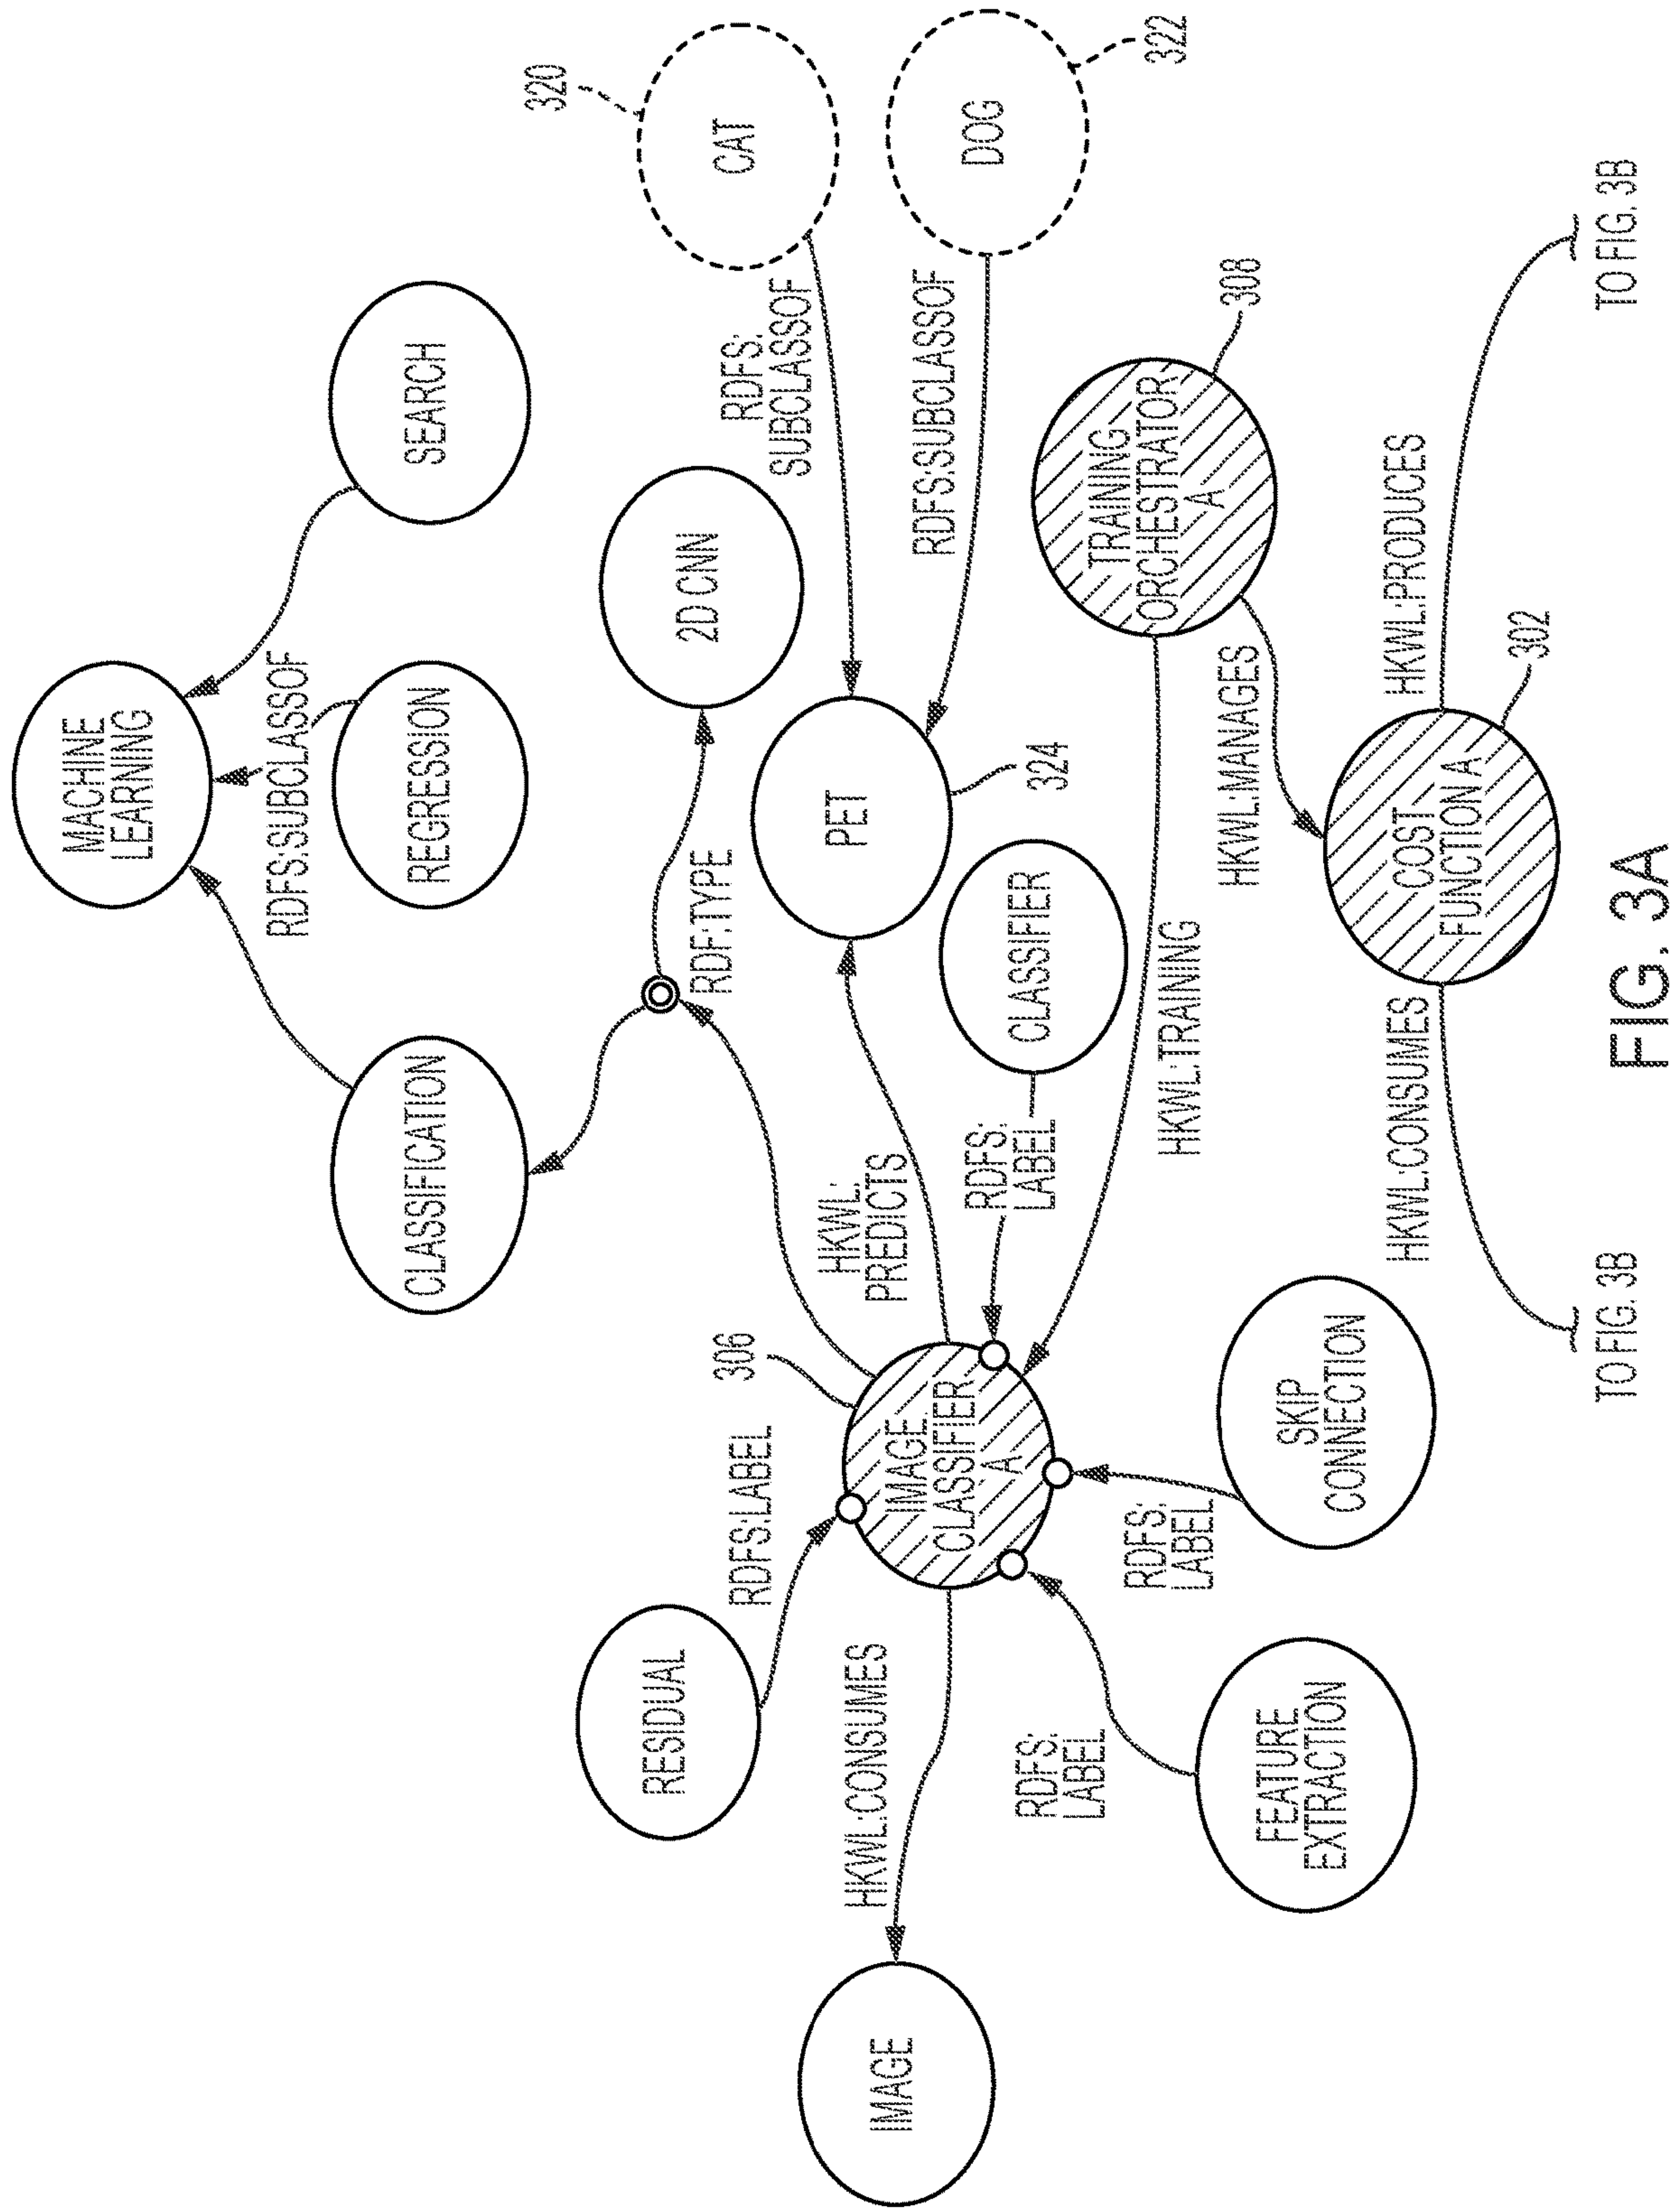 MACHINE
LEARNING
RDFS:SUBCLASSOF
CLASSIFICATION
REGRESSION
SEARCH
RDF:TYPE
2D CNN
320
CAT
RDFS:
SUBCLASSOF
RESIDUAL
RDFS:LABEL
306
HKWL:
PREDICTS
PET
324
DOG
322
RDFS:SUBCLASSOF
IMAGE
HKWL:CONSUMES
IMAGE
CLASSIFIER
A
RDFS:
LABEL
CLASSIFIER
TRAINING
ORCHESTRATOR
A
308
HKWL:TRAINING
RDFS:
LABEL
FEATURE
EXTRACTION
RDFS:
LABEL
SKIP
CONNECTION
HKWL:MANAGES
HKWL:CONSUMES
COST
FUNCTION A
302
HKWL:PRODUCES
TO FIG. 3B
TO FIG. 3B
FIG. 3A